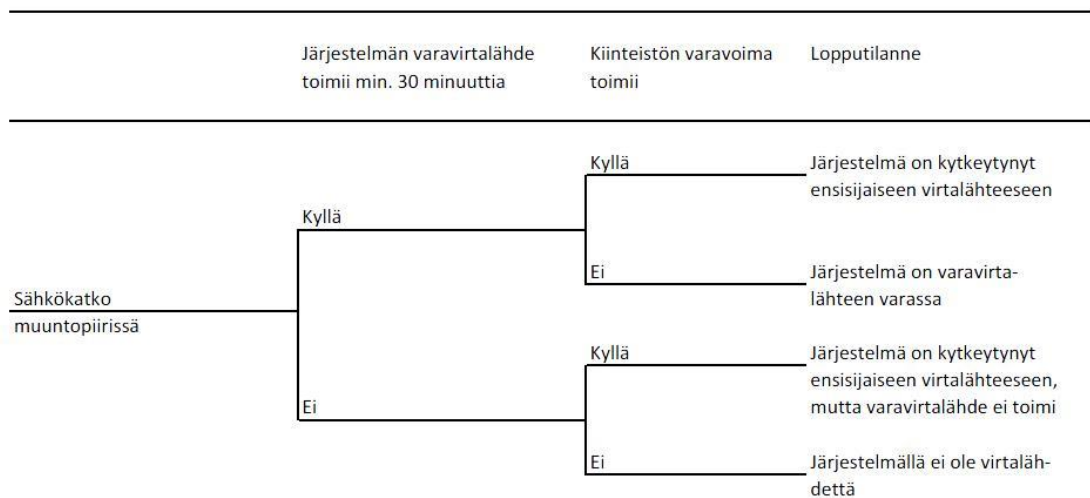 Järjestelmän varavirtalähde
toimii min. 30 minuuttia
Kiinteistön varavoima
toimii
Lopputilanne
Kyllä
Järjestelmä on kytkeytynyt
ensisijaiseen virtalähteeseen
Kyllä
Ei
Järjestelmä on varavirta-
lähteen varassa
Sähkökatko
muuntopiirissä
Kyllä
Järjestelmä on kytkeytynyt
ensisijaiseen virtalähteeseen,
mutta varavirtalähde ei toimi
Ei
Ei
Järjestelmällä ei ole virtaläh-
dettä